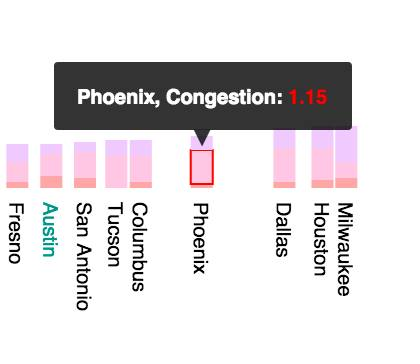 Phoenix, Congestion: 1.15
Fresno
Austin
San Antonio
Tucson
Columbus
Phoenix
Dallas
Houston
Milwaukee